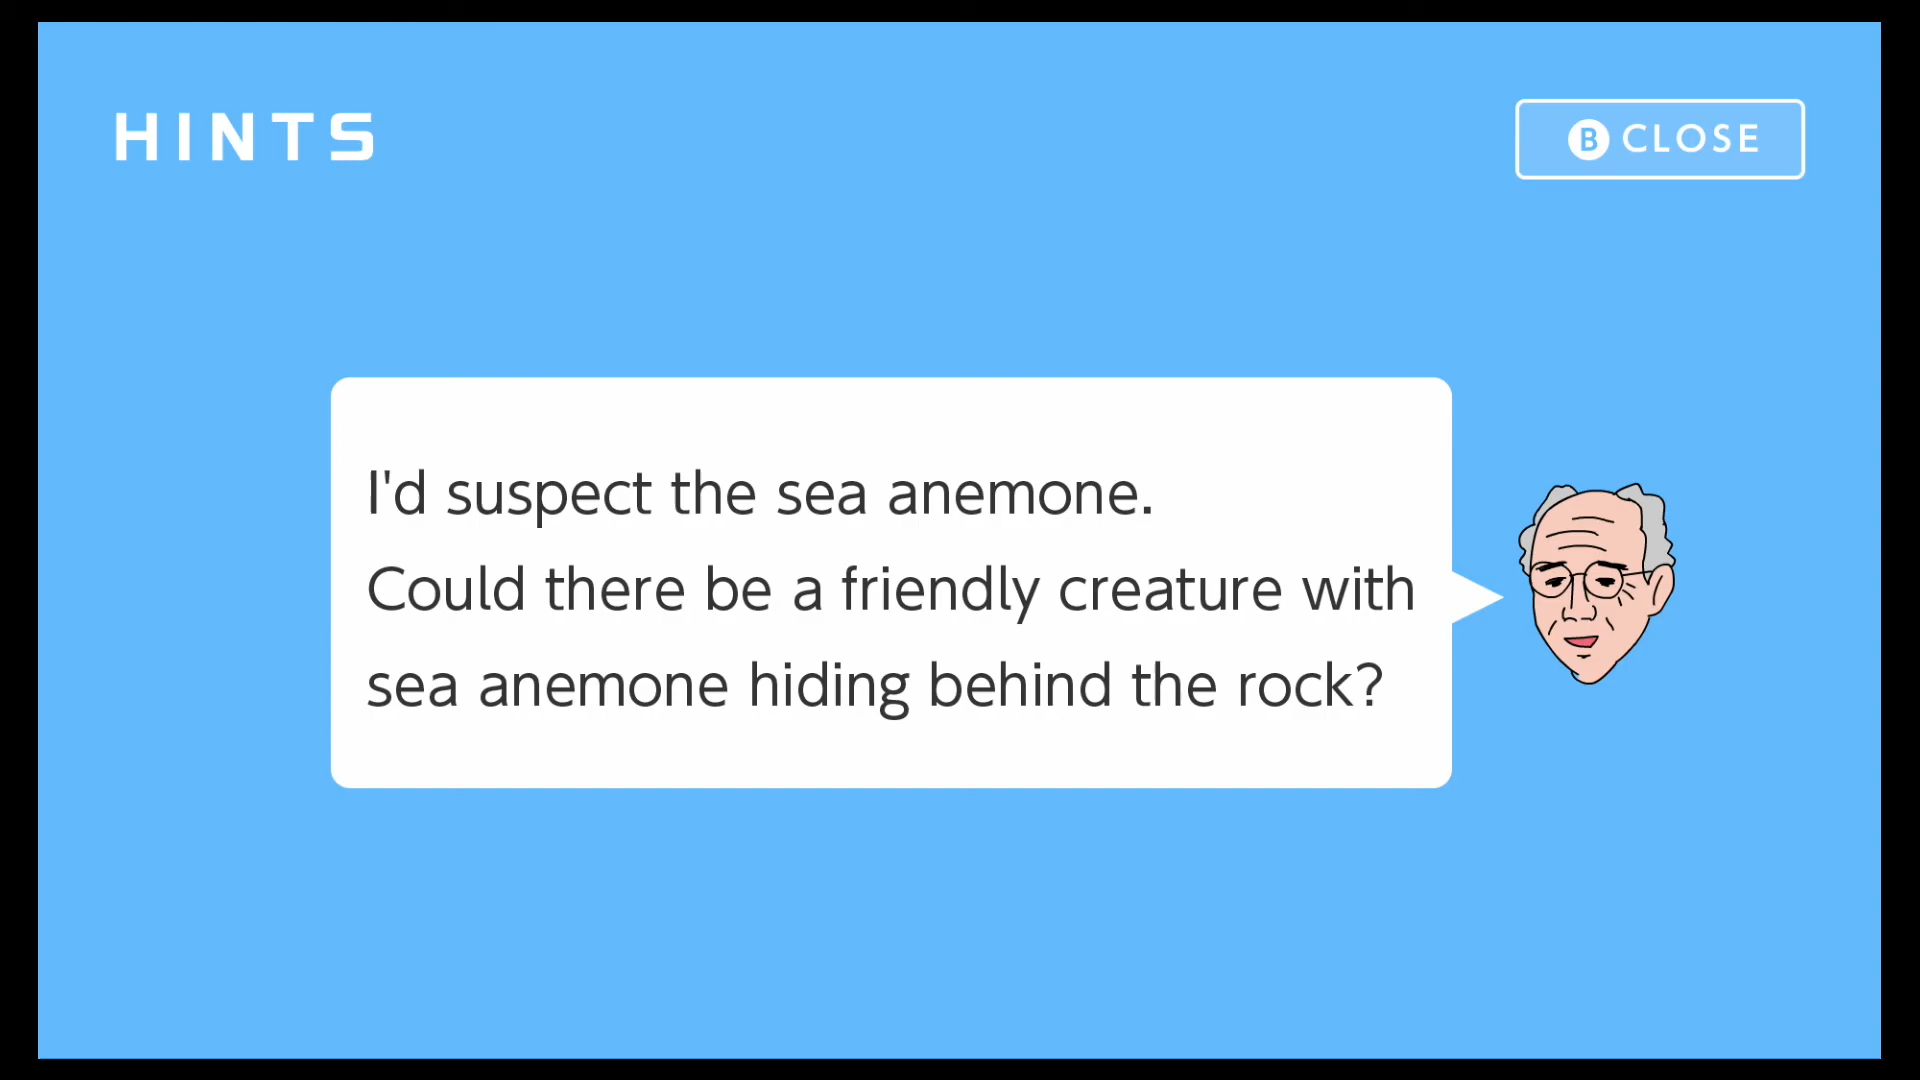 HINTS
B CLOSE
I'd suspect the sea anemone.
Could there be a friendly creature with
sea anemone hiding behind the rock?